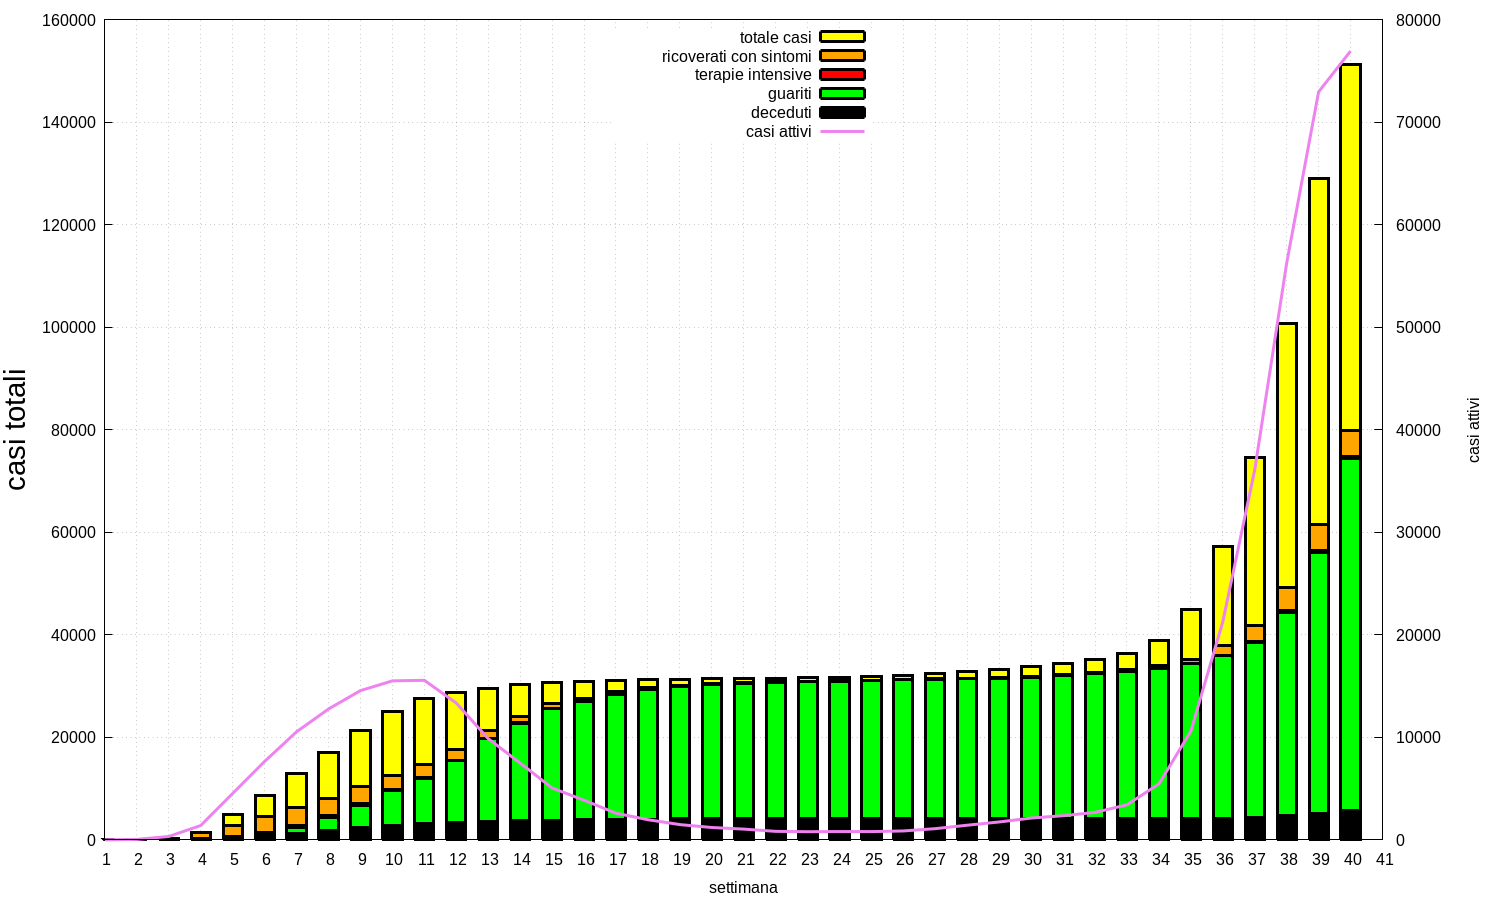 160000
140000
120000
100000
80000
60000
40000
20000
0
casi totali
totale casi
ricoverati con sintomi
terapie intensive
guariti
deceduti
casi attivi
80000
70000
60000
50000
40000
30000
20000
10000
0
casi attivi
1 2 3 4 5 6 7 8 9 10 11 12 13 14 15 16 17 18 19 20 21 22 23 24 25 26 27 28 29 30 31 32 33 34 35 36 37 38 39 40 41
settimana